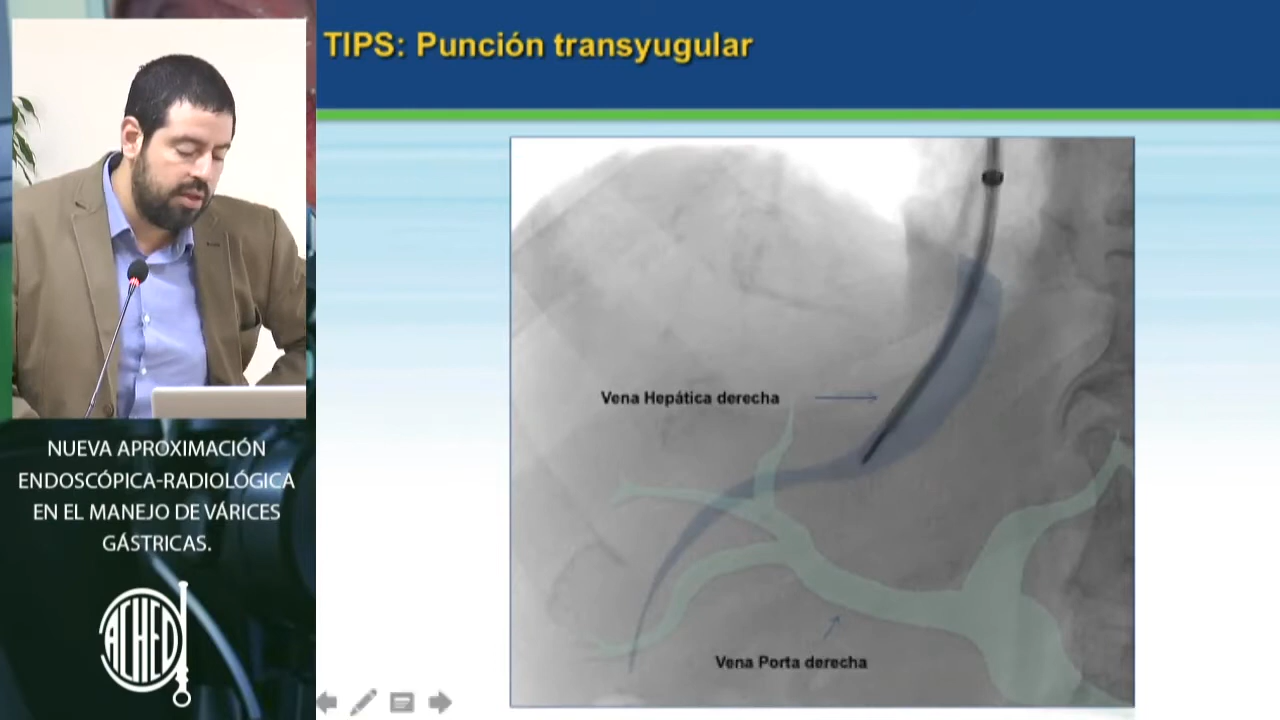 TIPS: Punción transyugular
Vena Hepática derecha
Vena Porta derecha
NUEVA APROXIMACIÓN
ENDOSCÓPICA-RADIOLÓGICA
EN EL MANEJO DE VÁRICES
GÁSTRICAS.
ACHED